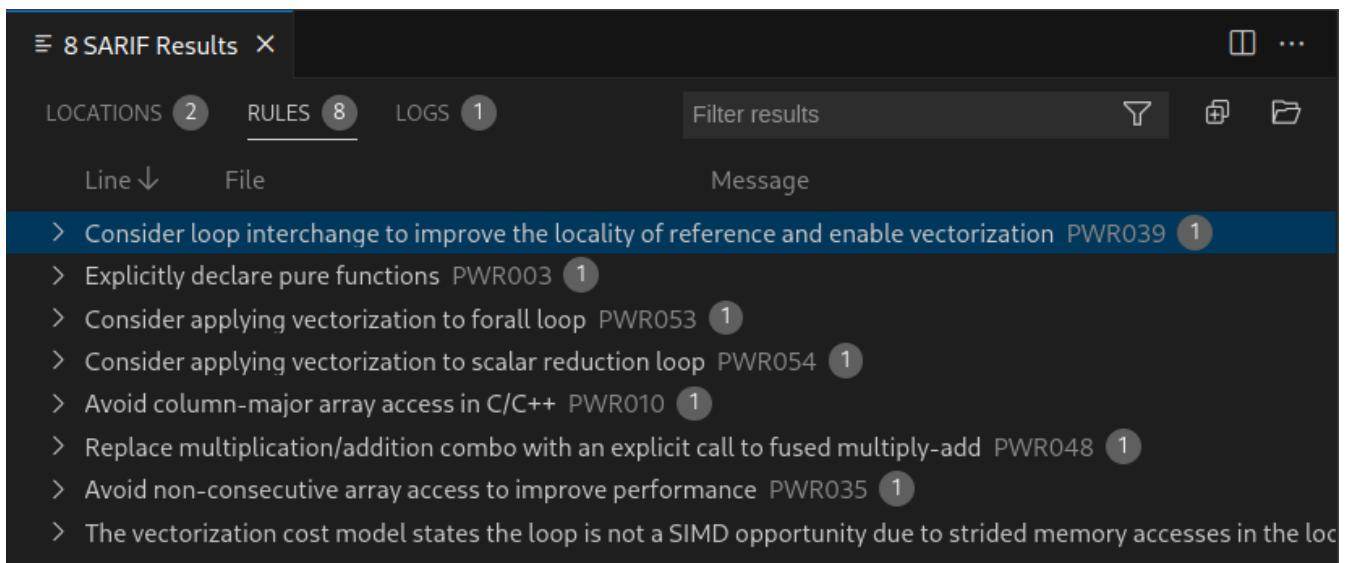 8 SARIF Results
LOCATIONS 2 RULES 8 LOGS 1 Filter results
Line File Message
Consider loop interchange to improve the locality of reference and enable vectorization PWR039 1
Explicitly declare pure functions PWR003 1
Consider applying vectorization to forall loop PWR053 1
Consider applying vectorization to scalar reduction loop PWR054 1
Avoid column-major array access in C/C++ PWR010 1
Replace multiplication/addition combo with an explicit call to fused multiply-add PWR048 1
Avoid non-consecutive array access to improve performance PWR035 1
The vectorization cost model states the loop is not a SIMD opportunity due to strided memory accesses in the loc